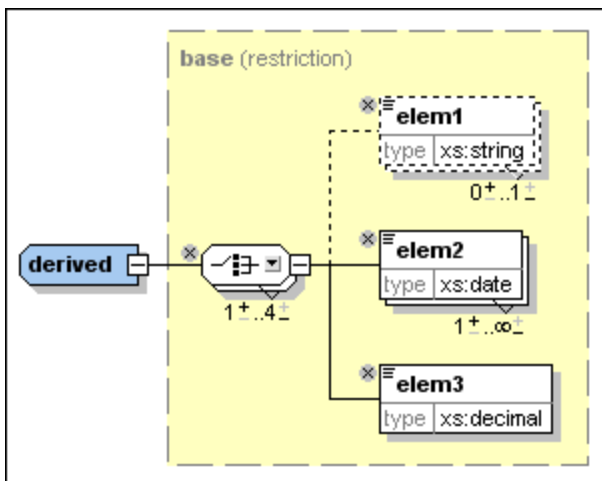 base (restriction)
elem1
type xs:string
0±..1±
elem2
type xs:date
1±..∞±
derived
1±..4±
elem3
type xs:decimal